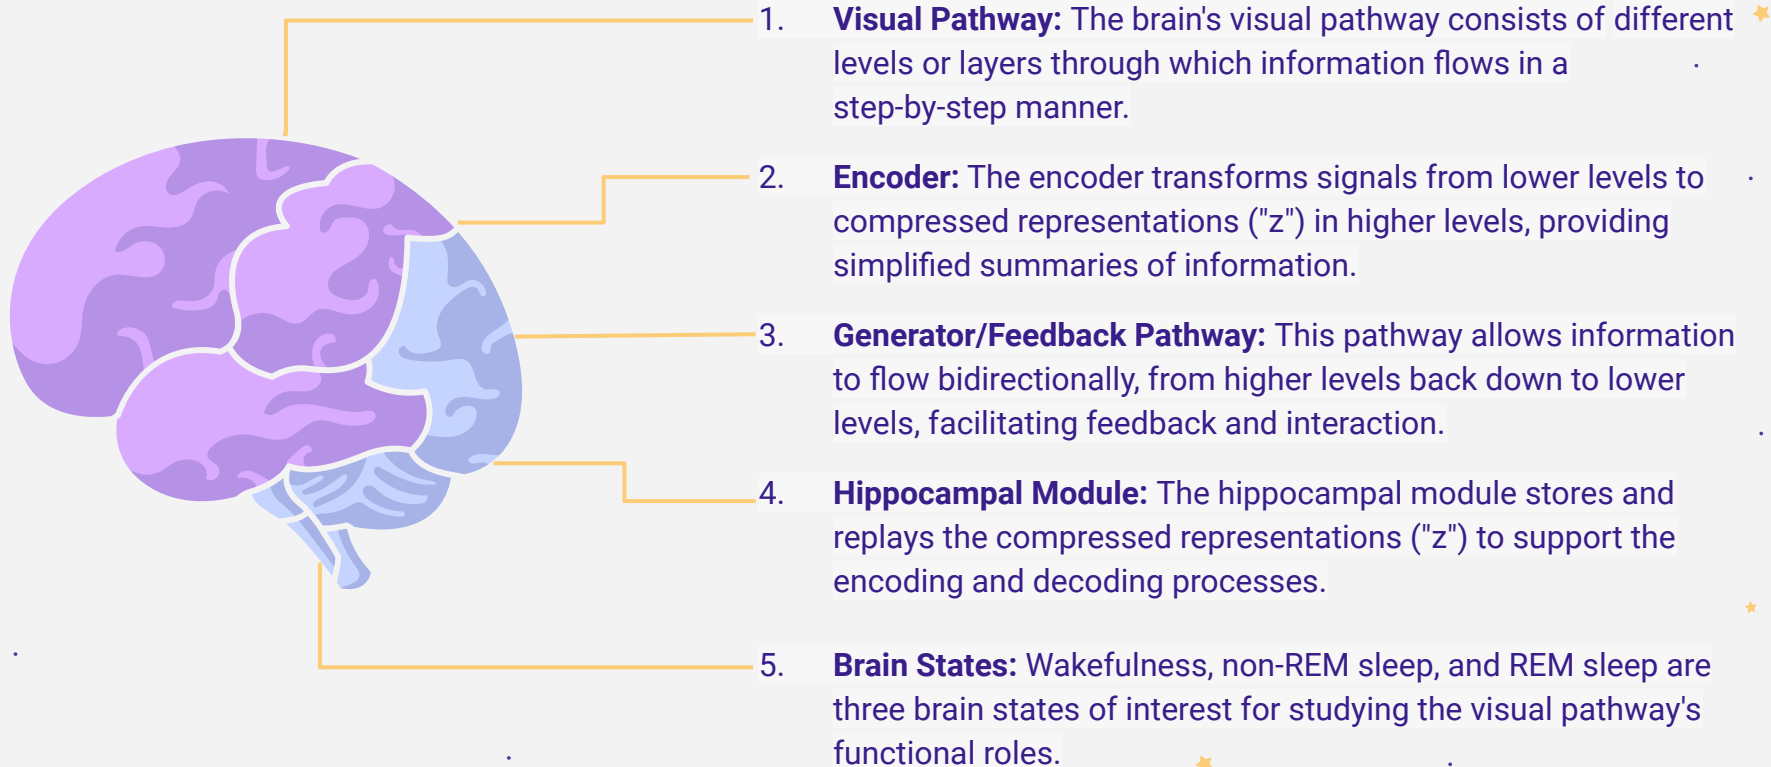 1. Visual Pathway: The brain's visual pathway consists of different
levels or layers through which information flows in a
step-by-step manner.
2. Encoder: The encoder transforms signals from lower levels to
compressed representations ("z") in higher levels, providing
simplified summaries of information.
3. Generator/Feedback Pathway: This pathway allows information
to flow bidirectionally, from higher levels back down to lower
levels, facilitating feedback and interaction.
4. Hippocampal Module: The hippocampal module stores and
replays the compressed representations ("z") to support the
encoding and decoding processes.
5. Brain States: Wakefulness, non-REM sleep, and REM sleep are
three brain states of interest for studying the visual pathway's
functional roles.